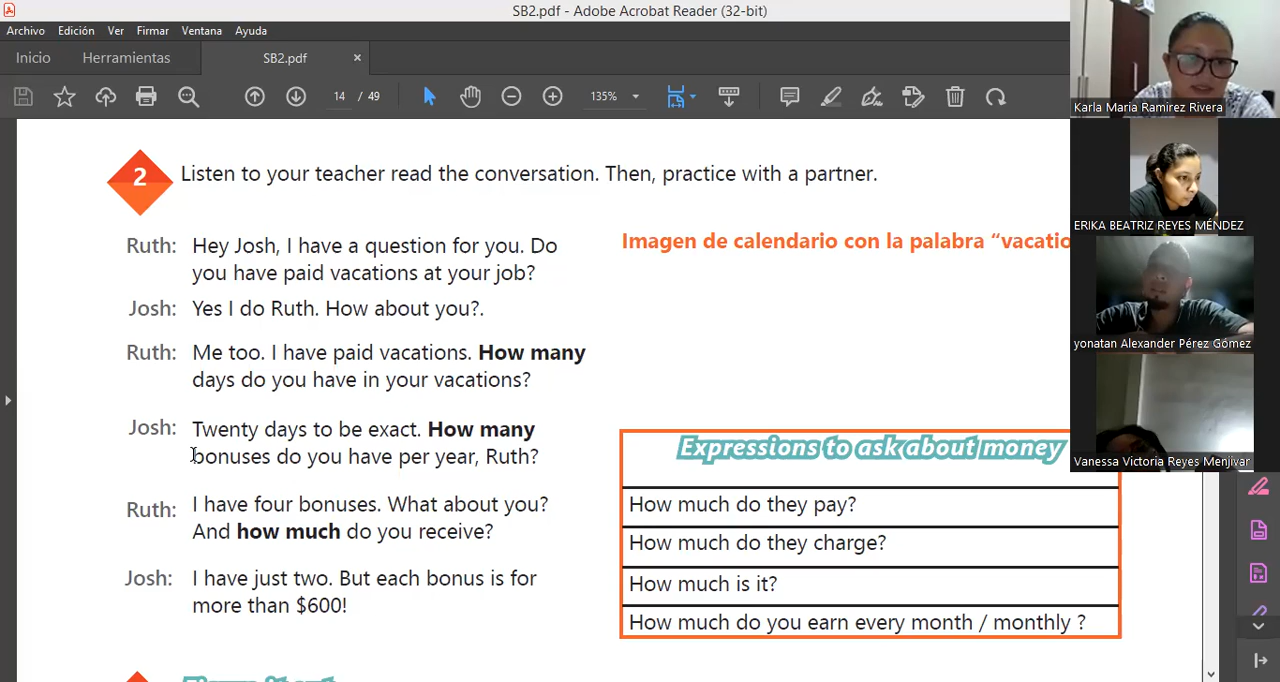 SB2.pdf - Adobe Acrobat Reader (32-bit)
Archivo Edición Ver Firmar Ventana Ayuda
Inicio Herramientas SB2.pdf ×
14 / 49 135%
2 Listen to your teacher read the conversation. Then, practice with a partner.
Ruth: Hey Josh, I have a question for you. Do
you have paid vacations at your job?
Josh: Yes I do Ruth. How about you?.
Ruth: Me too. I have paid vacations. How many
days do you have in your vacations?
Josh: Twenty days to be exact. How many
bonuses do you have per year, Ruth?
Ruth: I have four bonuses. What about you?
And how much do you receive?
Josh: I have just two. But each bonus is for
more than $600!
Imagen de calendario con la palabra “vacatio
Expressions to ask about money
How much do they pay?
How much do they charge?
How much is it?
How much do you earn every month / monthly ?
Karla Maria Ramirez Rivera
ERIKA BEATRIZ REYES MÉNDEZ
yonatan Alexander Pérez Gómez
Vanessa Victoria Reyes Menjivar